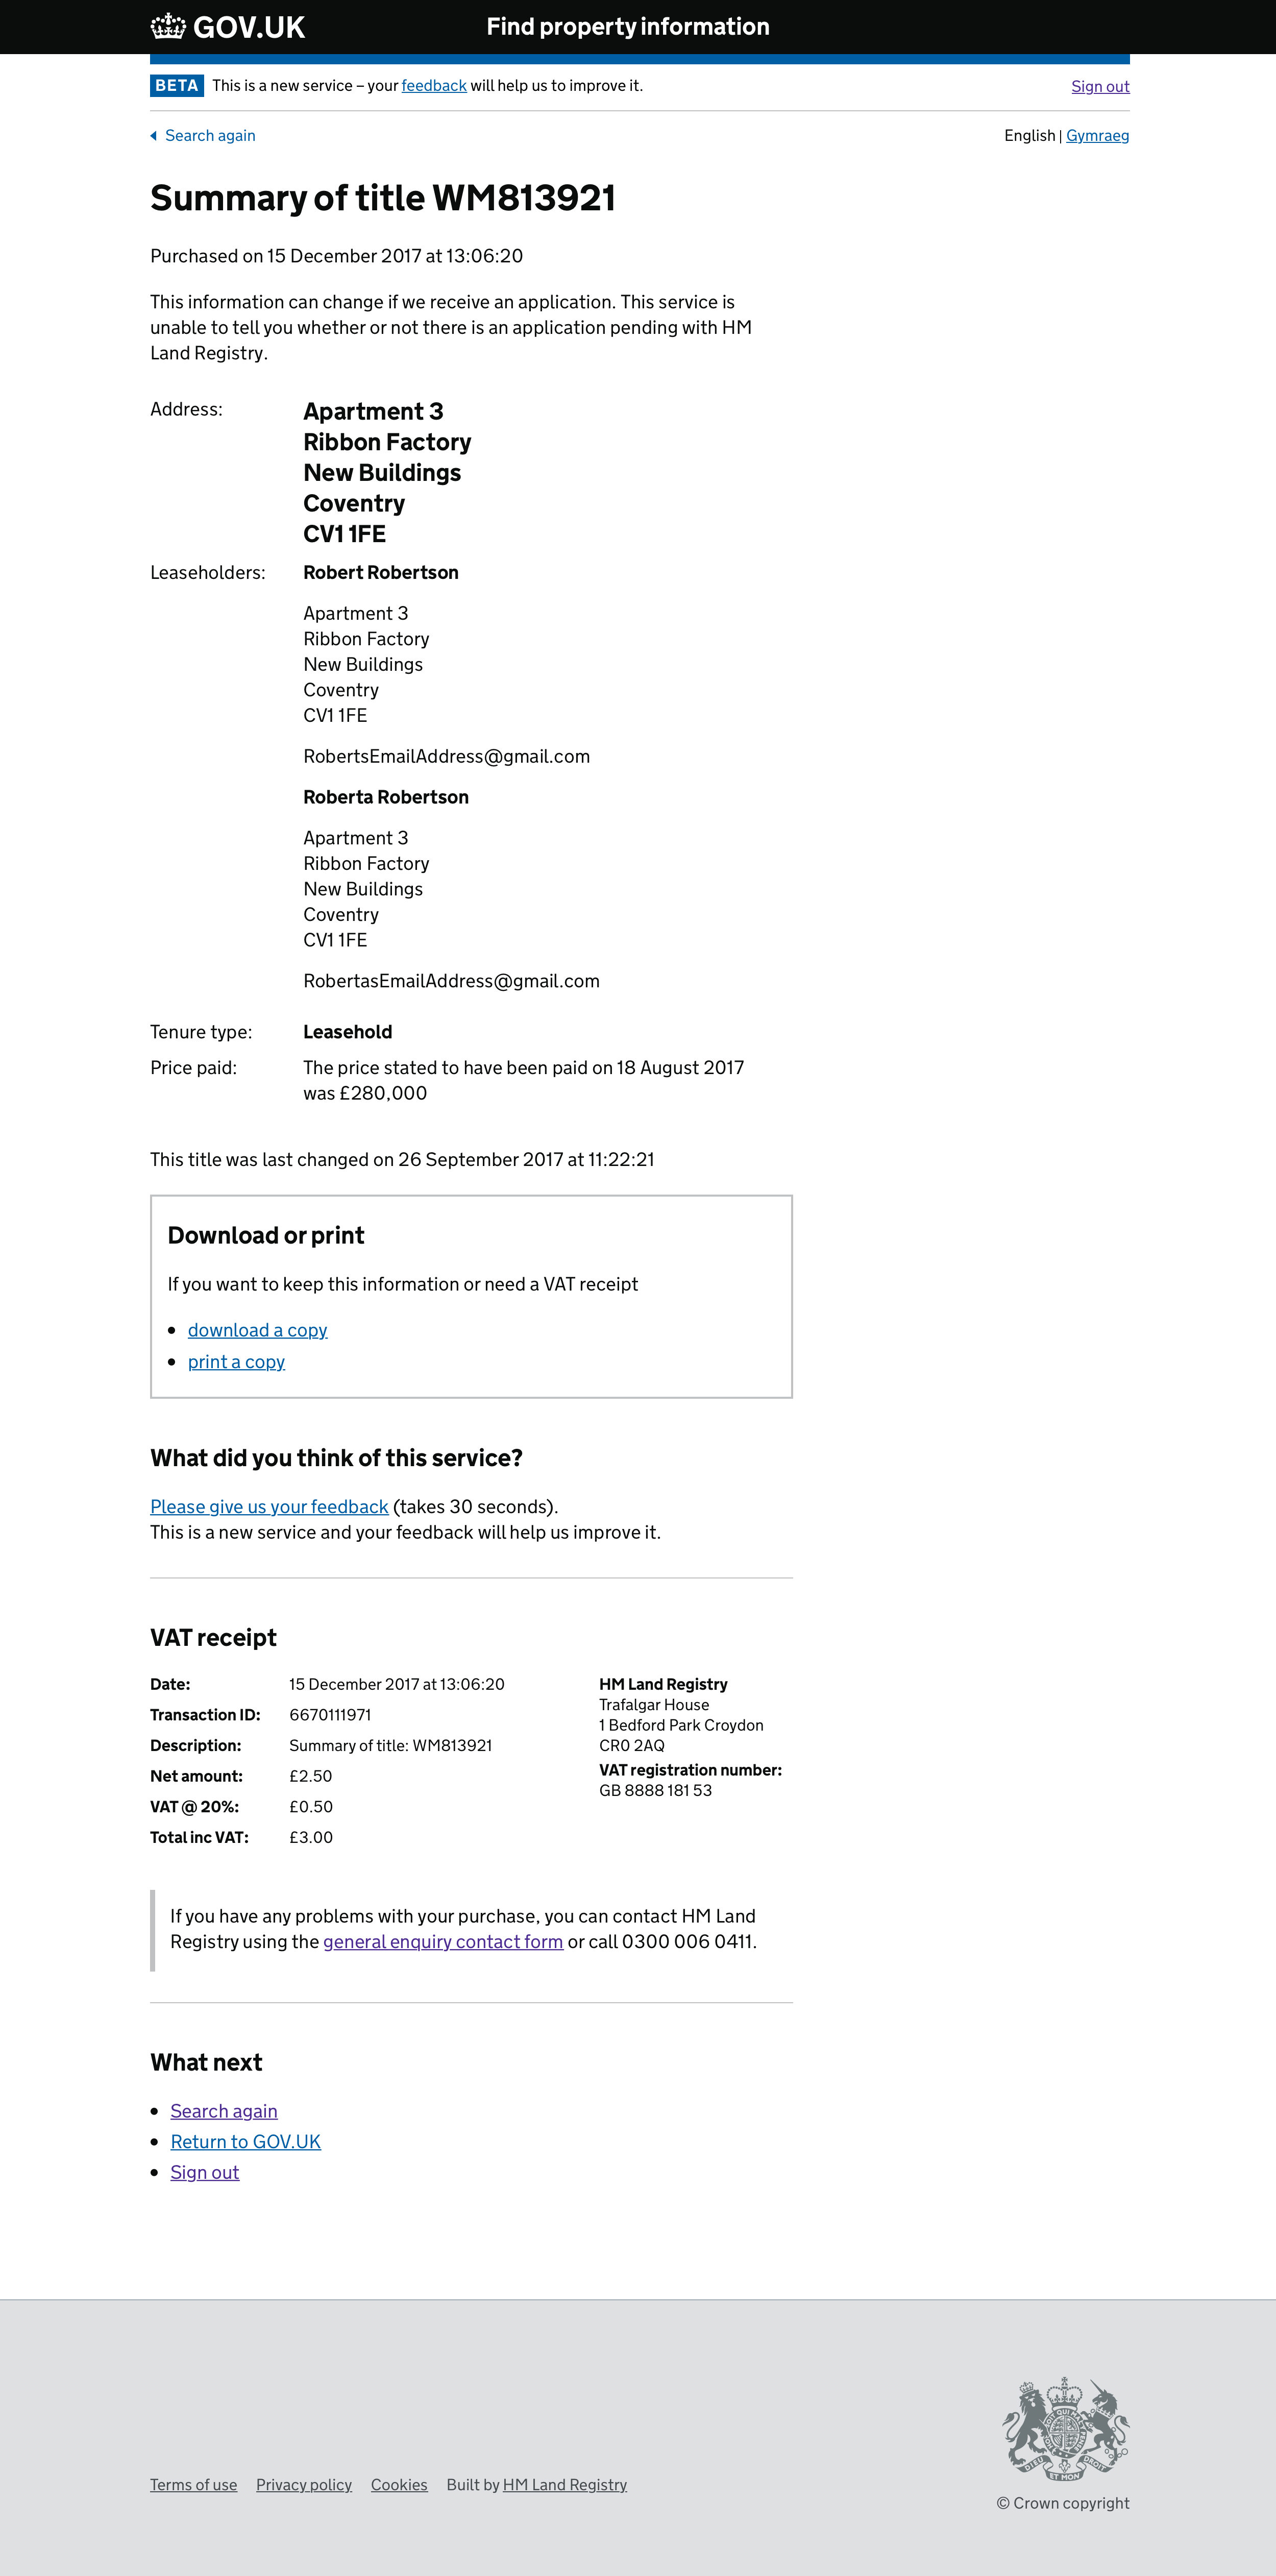 GOV.UK
Find property information
BETA This is a new service – your feedback will help us to improve it.
Sign out
Search again
English | Gymraeg
Summary of title WM813921
Purchased on 15 December 2017 at 13:06:20
This information can change if we receive an application. This service is
unable to tell you whether or not there is an application pending with HM
Land Registry.
Address:
Apartment 3
Ribbon Factory
New Buildings
Coventry
CV1 1FE
Leaseholders:
Robert Robertson
Apartment 3
Ribbon Factory
New Buildings
Coventry
CV1 1FE
RobertsEmailAddress@gmail.com
Roberta Robertson
Apartment 3
Ribbon Factory
New Buildings
Coventry
CV1 1FE
RobertasEmailAddress@gmail.com
Tenure type: Leasehold
Price paid: The price stated to have been paid on 18 August 2017
was £280,000
This title was last changed on 26 September 2017 at 11:22:21
Download or print
If you want to keep this information or need a VAT receipt
• download a copy
• print a copy
What did you think of this service?
Please give us your feedback (takes 30 seconds).
This is a new service and your feedback will help us improve it.
VAT receipt
Date: 15 December 2017 at 13:06:20
Transaction ID: 6670111971
Description: Summary of title: WM813921
Net amount: £2.50
VAT @ 20%: £0.50
Total inc VAT: £3.00
HM Land Registry
Trafalgar House
1 Bedford Park Croydon
CR0 2AQ
VAT registration number:
GB 8888 181 53
If you have any problems with your purchase, you can contact HM Land
Registry using the general enquiry contact form or call 0300 006 0411.
What next
• Search again
• Return to GOV.UK
• Sign out
DIEU ET MON DROIT
Terms of use Privacy policy Cookies Built by HM Land Registry
© Crown copyright